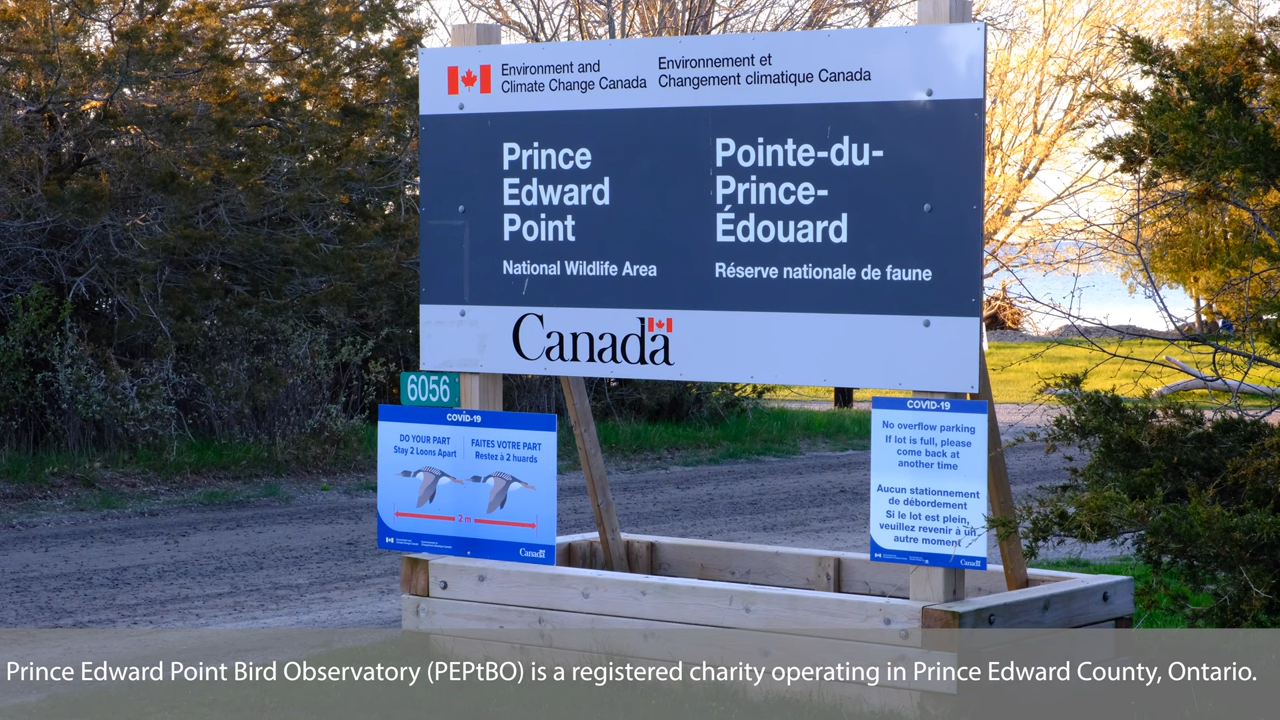 Environment and
Climate Change Canada
Environnement et
Changement climatique Canada
Prince
Edward
Point
National Wildlife Area
Pointe-du-
Prince-
Édouard
Réserve nationale de faune
Canada
6056
COVID-19
DO YOUR PART
Stay 2 Loons Apart
FAITES VOTRE PART
Restez à 2 huards
2 m
Canada
COVID-19
No overflow parking
If lot is full, please
come back at
another time
Aucun stationnement
de débordement
Si le lot est plein,
veuillez revenir à un
autre moment
Canada
Prince Edward Point Bird Observatory (PEPtBO) is a registered charity operating in Prince Edward County, Ontario.